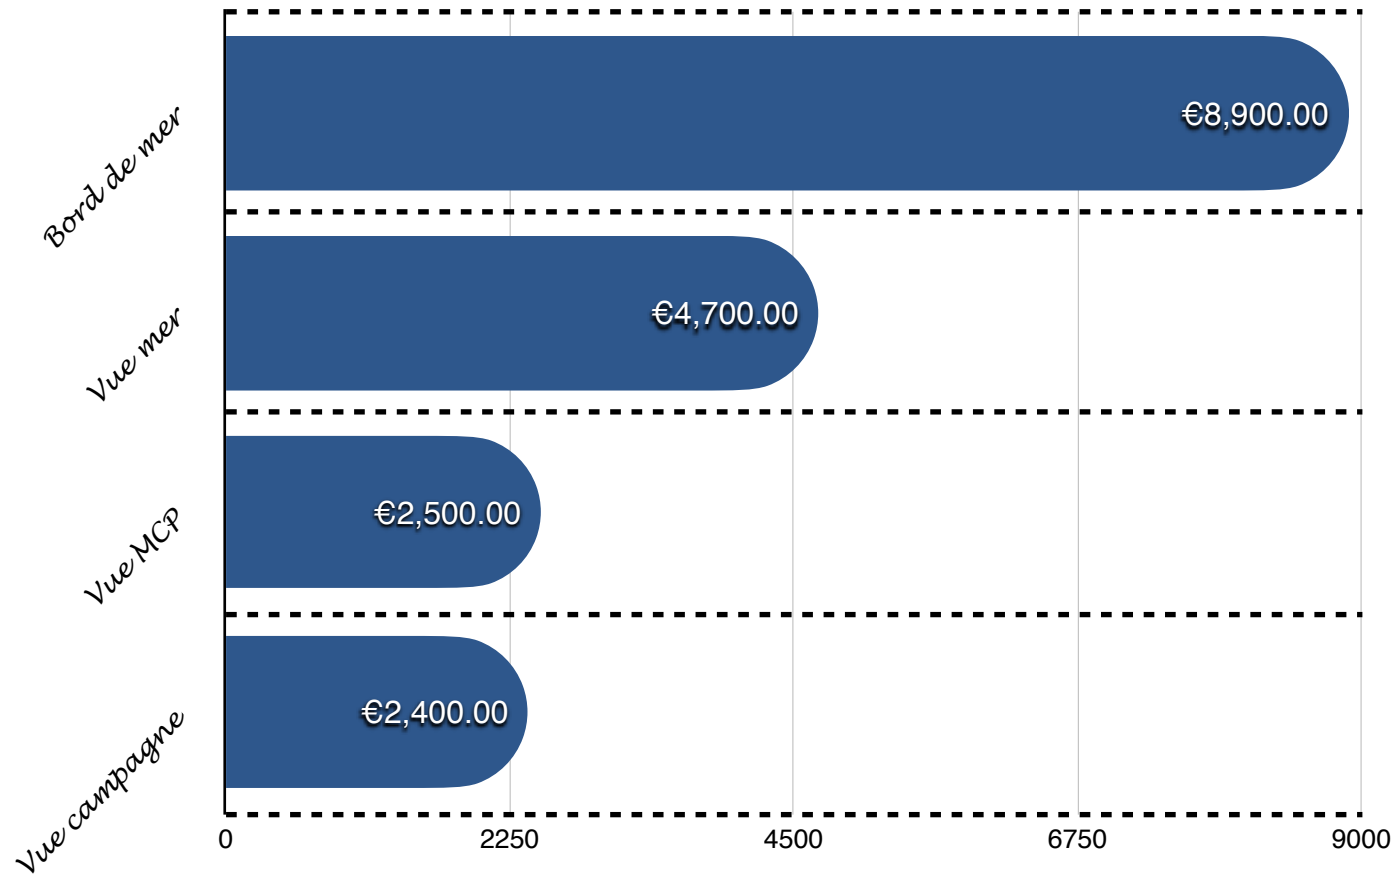 Bord de mer
€8,900.00
Vue mer
€4,700.00
Vue MCP
€2,500.00
Vue campagne
€2,400.00
0 2250 4500 6750 9000